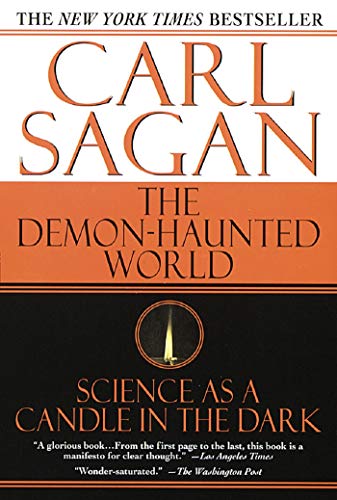 THE NEW YORK TIMES BESTSELLER
CARL
SAGAN
THE
DEMON-HAUNTED
WORLD
SCIENCE AS A
CANDLE IN THE DARK
"A glorious book...From the first page to the last, this book is a
manifesto for clear thought." —Los Angeles Times
"Wonder-saturated." —The Washington Post